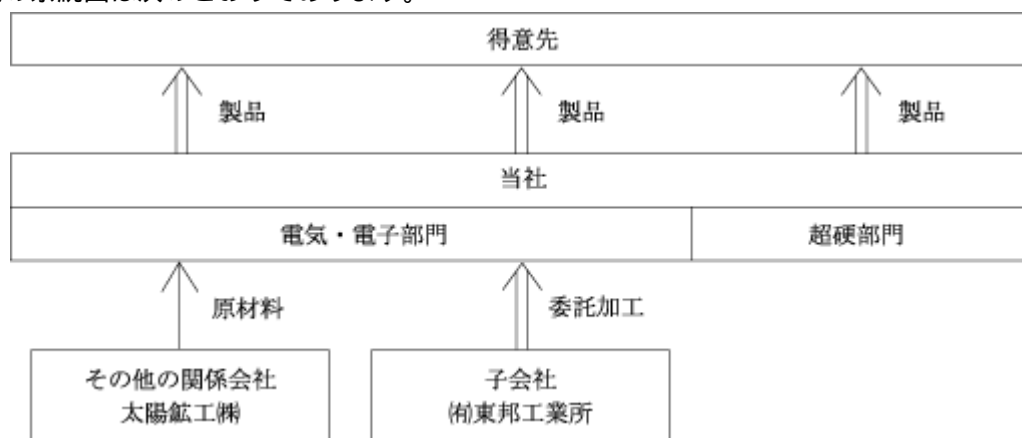 得意先
製品
製品
製品
当社
電気・電子部門
超硬部門
原材料
委託加工
その他の関係会社
太陽鉱工㈱
子会社
㈲東邦工業所